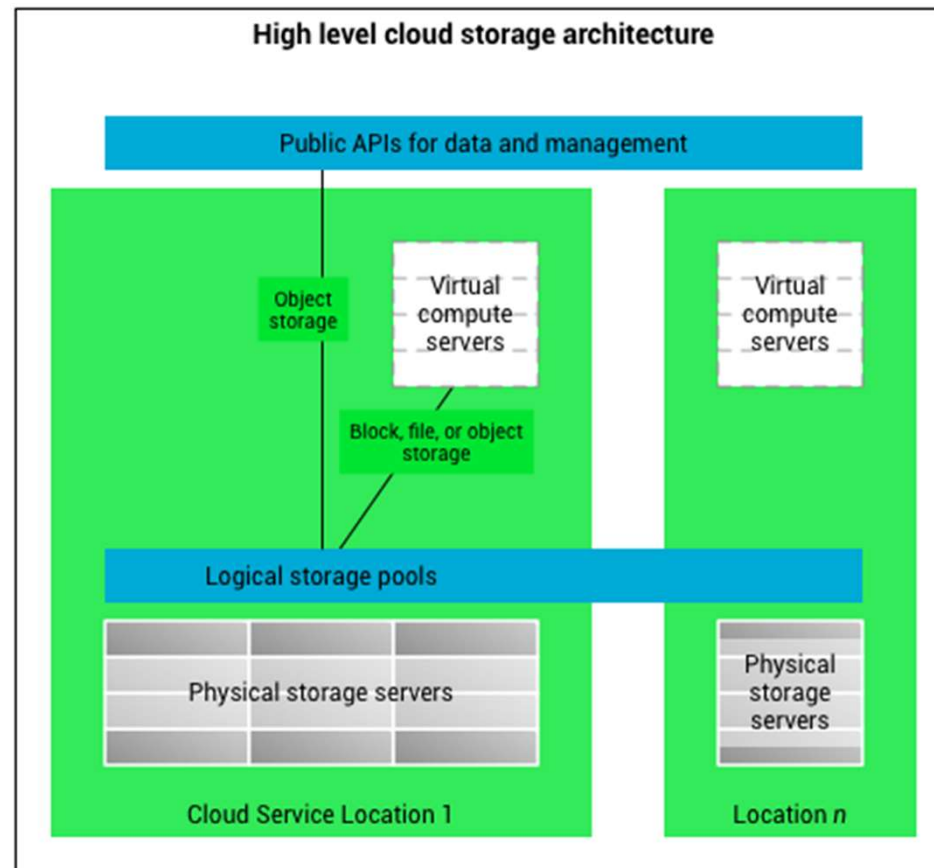 High level cloud storage architecture
Public APIs for data and management
Object
storage
Virtual
compute
servers
Block, file, or object
storage
Virtual
compute
servers
Logical storage pools
Physical storage servers
Physical
storage
servers
Cloud Service Location 1
Location n